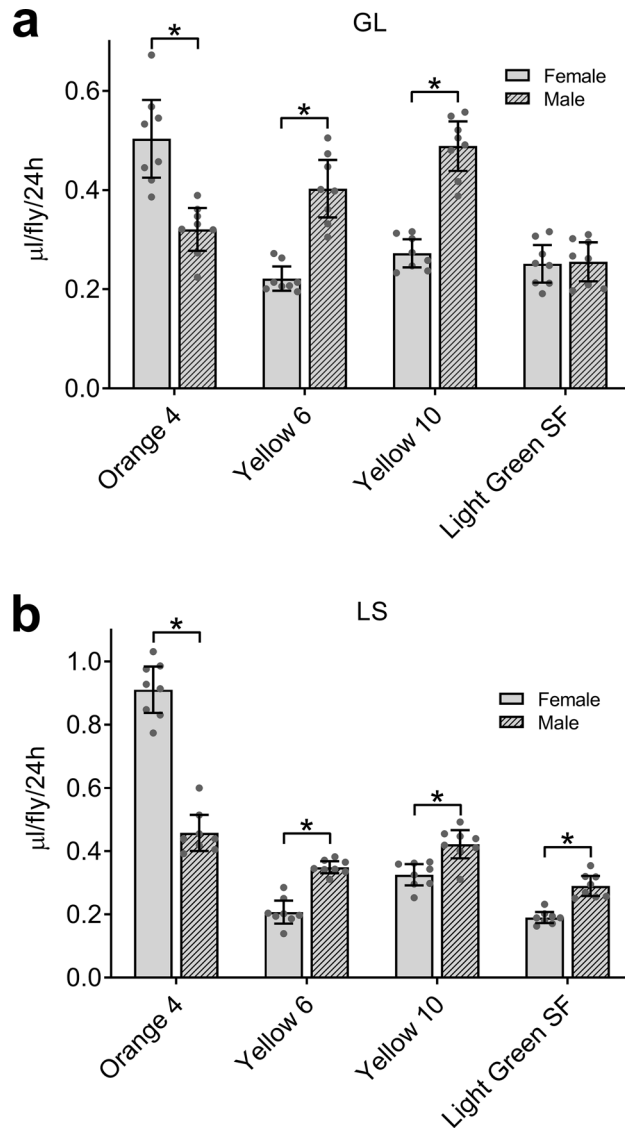 a
GL
*
*
*
Female
Male
μl/fly/24h
0.6
0.4
0.2
0.0
Orange 4
Yellow 6
Yellow 10
Light Green SF
b
LS
*
*
*
*
Female
Male
μl/fly/24h
1.0
0.8
0.6
0.4
0.2
0.0
Orange 4
Yellow 6
Yellow 10
Light Green SF